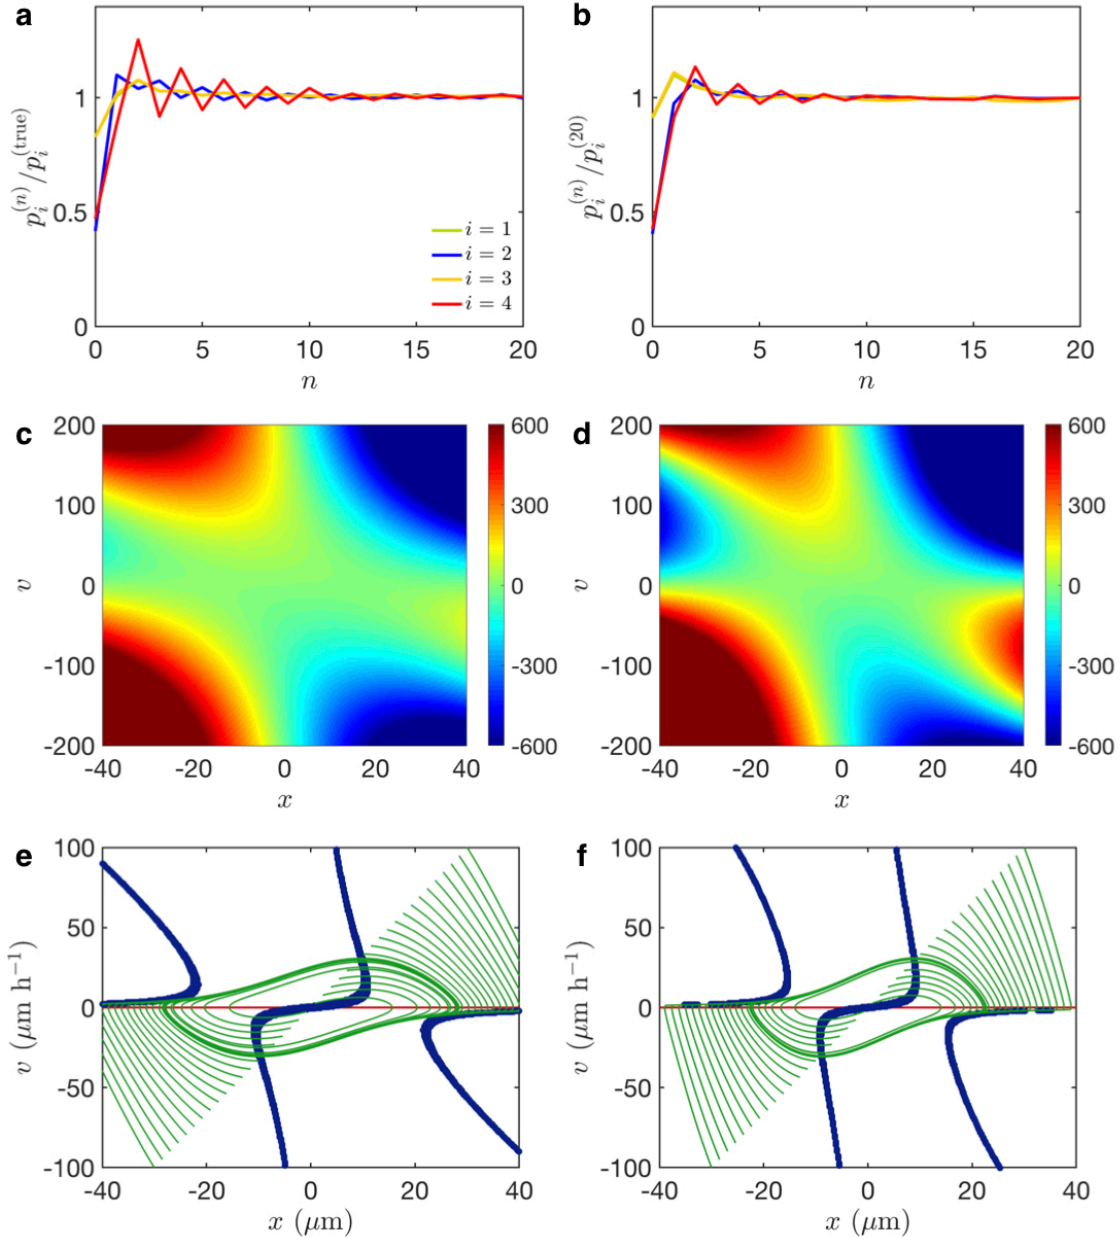 a
p_i^{(n)}/p_i^{(true)}
1
0.5
0
0 5 10 15 20
n
i = 1
i = 2
i = 3
i = 4
b
p_i^{(n)}/p_i^{(20)}
1
0.5
0
0 5 10 15 20
n
c
v
200
100
0
-100
-200
-40 -20 0 20 40
x
600
300
0
-300
-600
d
v
200
100
0
-100
-200
-40 -20 0 20 40
x
600
300
0
-300
-600
e
v (μm h⁻¹)
100
50
0
-50
-100
-40 -20 0 20 40
x (μm)
f
v (μm h⁻¹)
100
50
0
-50
-100
-40 -20 0 20 40
x (μm)